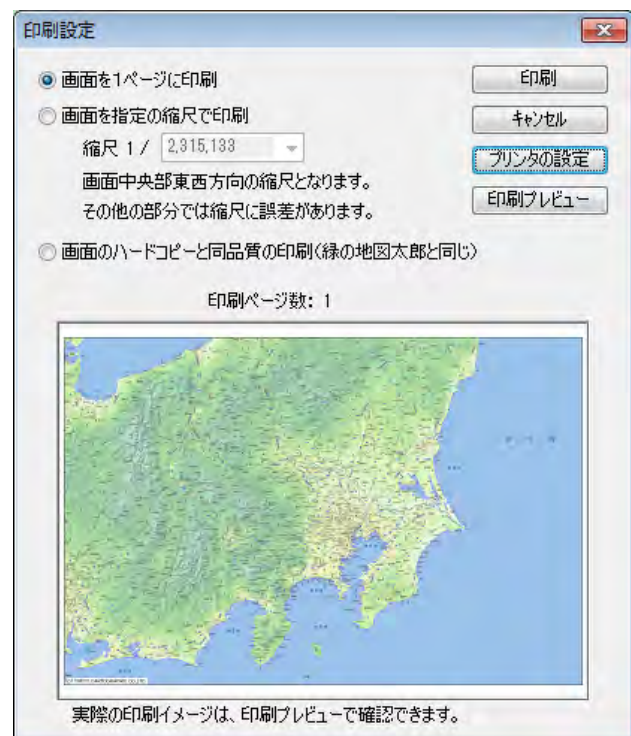 印刷設定
画面を1ページに印刷
印刷
画面を指定の縮尺で印刷
キャンセル
縮尺 1 / 2,315,133
プリンタの設定
画面中央部東西方向の縮尺となります。
印刷プレビュー
その他の部分では縮尺に誤差があります。
画面のハードコピーと同品質の印刷(緑の地図太郎と同じ)
印刷ページ数: 1
実際の印刷イメージは、印刷プレビューで確認できます。